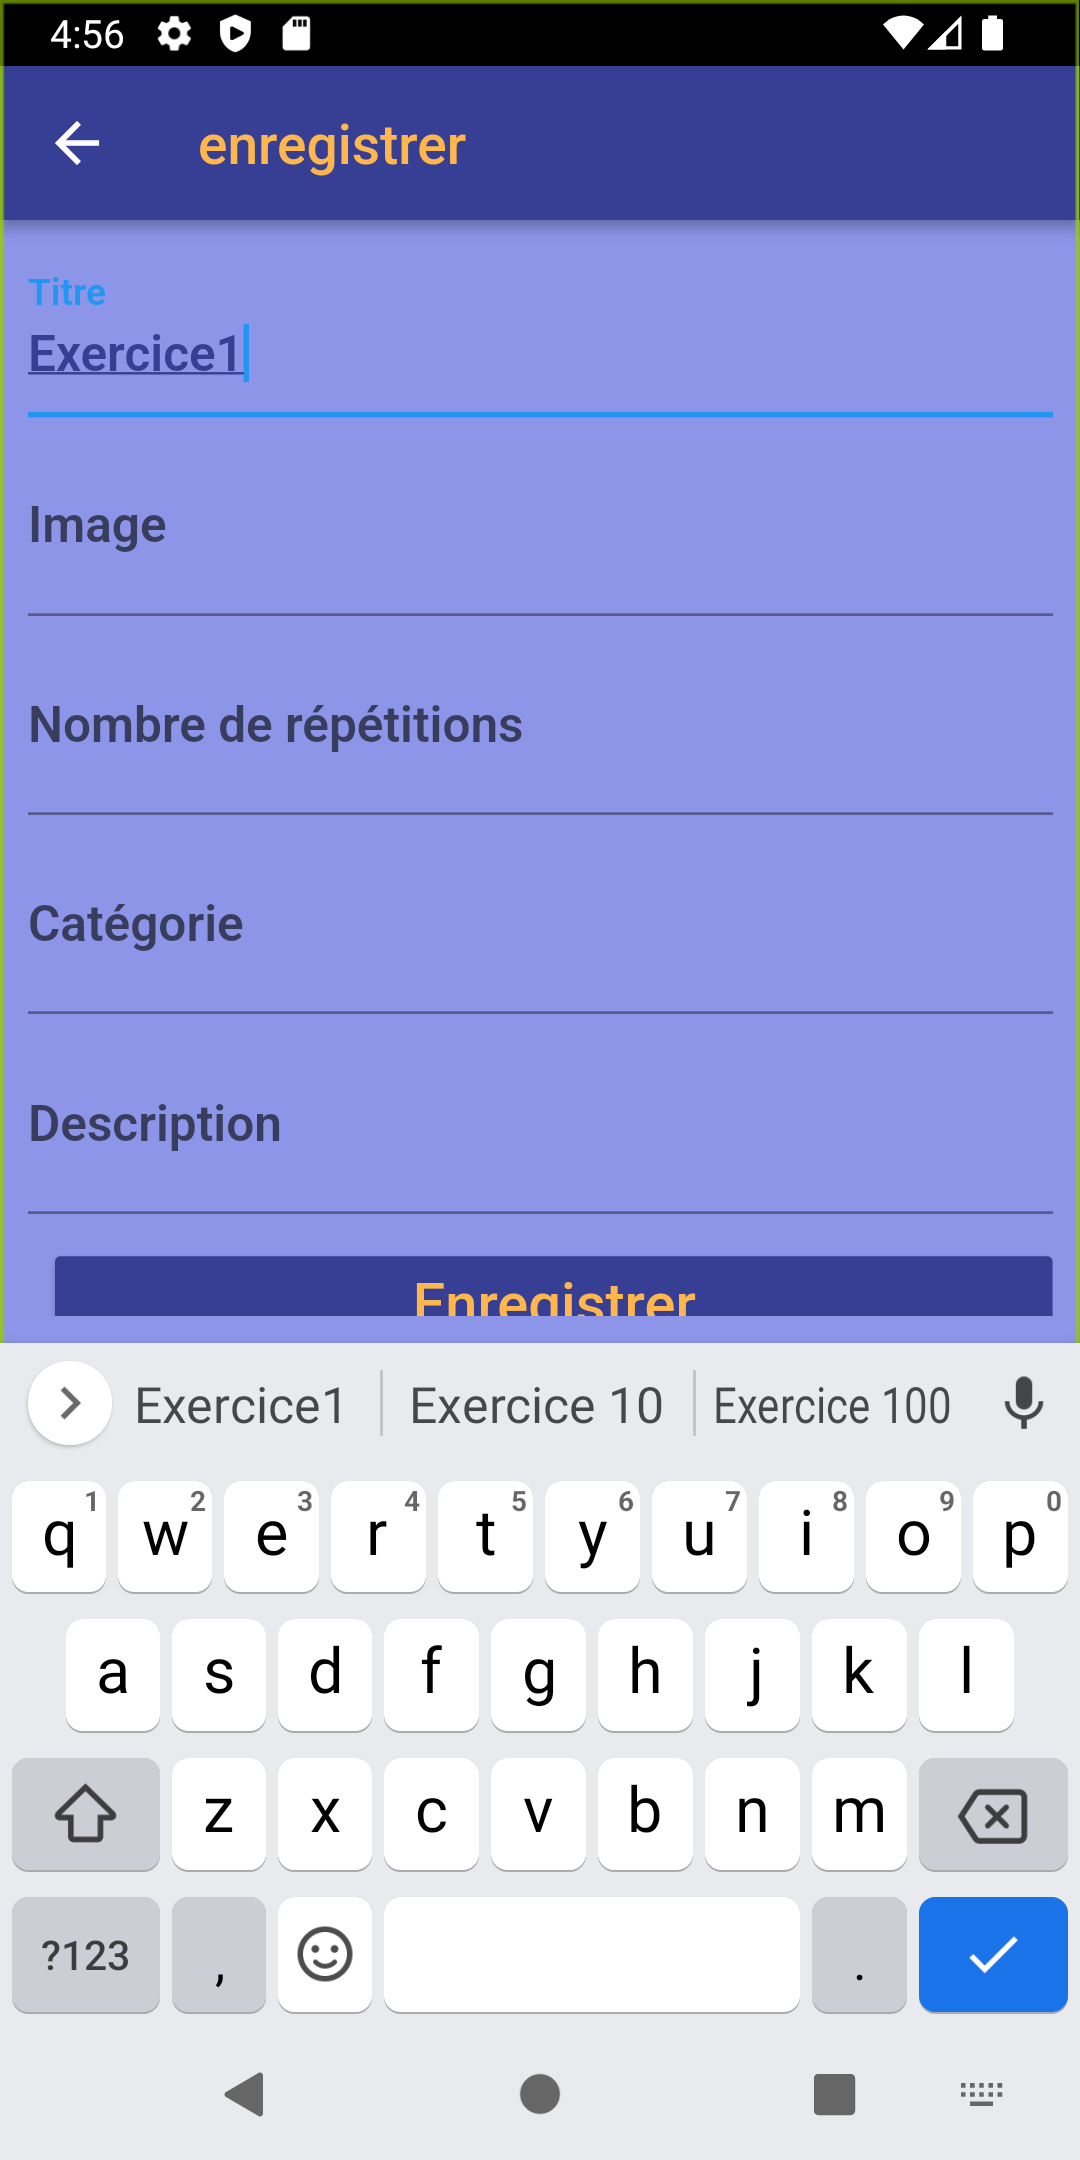 4:56
enregistrer
Titre
Exercice1
Image
Nombre de répétitions
Catégorie
Description
Enregistrer
Exercice1 Exercice 10 Exercice 100
q 1 w 2 e 3 r 4 t 5 y 6 u 7 i 8 o 9 p 0
a s d f g h j k l
z x c v b n m
?123 , .